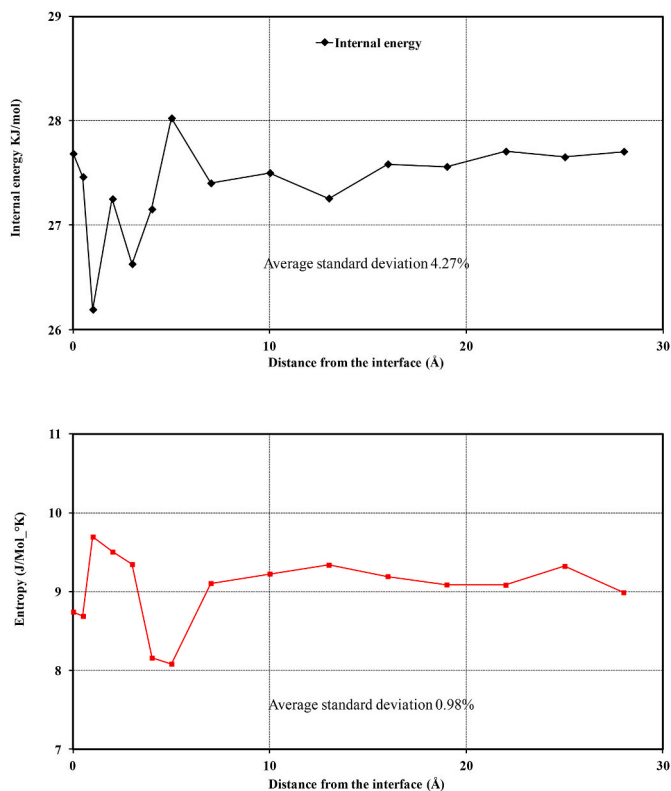 29
Internal energy
28
Internal energy KJ/mol)
27
Average standard deviation 4.27%
26
0
10
20
30
Distance from the interface (Å)
11
10
Entropy (J/Mol_°K)
9
8
Average standard deviation 0.98%
7
0
10
20
30
Distance from the interface (Å)